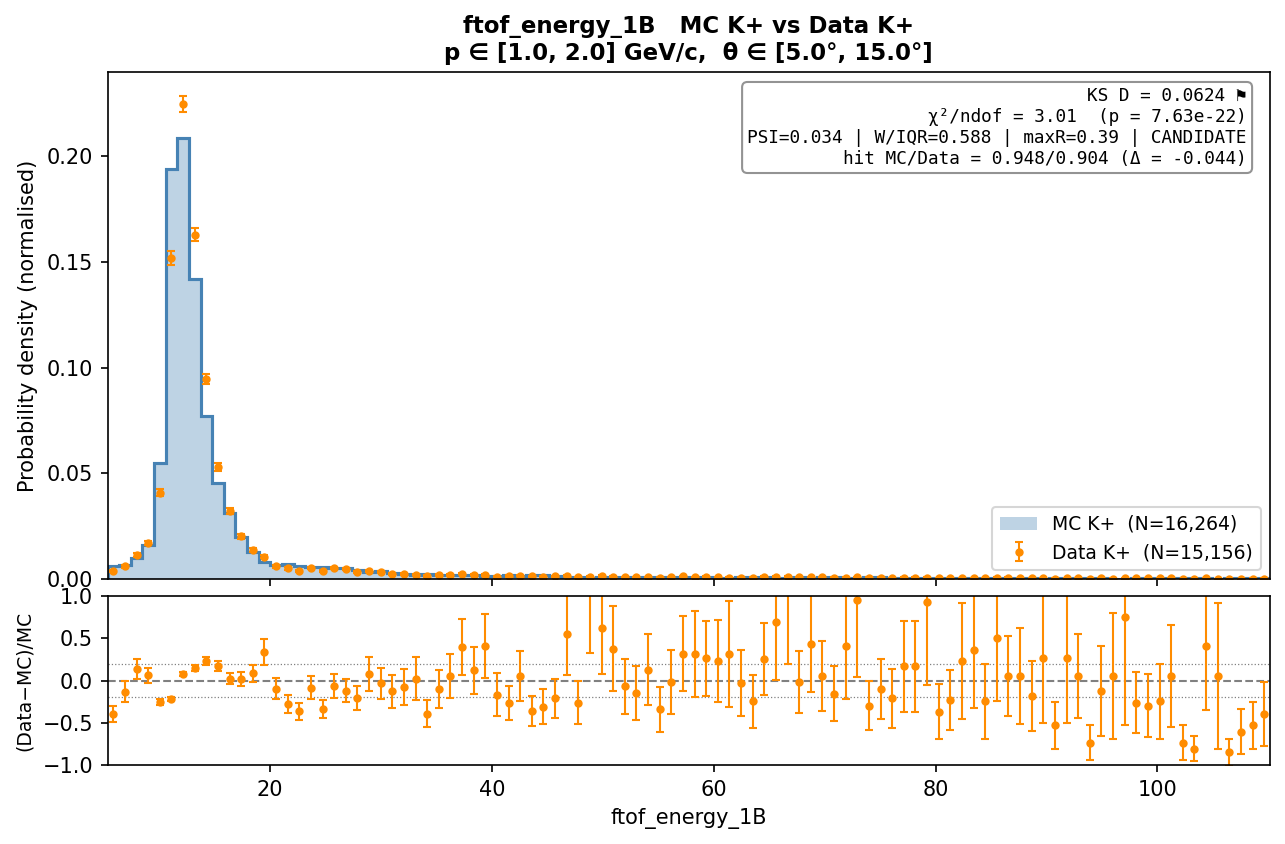 ftof_energy_1B   MC K+ vs Data K+
p ∈ [1.0, 2.0] GeV/c,  θ ∈ [5.0°, 15.0°]
KS D = 0.0624 ⚑
χ²/ndof = 3.01  (p = 7.63e-22)
PSI=0.034 | W/IQR=0.588 | maxR=0.39 | CANDIDATE
hit MC/Data = 0.948/0.904 (Δ = -0.044)
Probability density (normalised)
0.20
0.15
0.10
0.05
0.00
MC K+  (N=16,264)
Data K+  (N=15,156)
(Data−MC)/MC
1.0
0.5
0.0
−0.5
−1.0
20 40 60 80 100
ftof_energy_1B